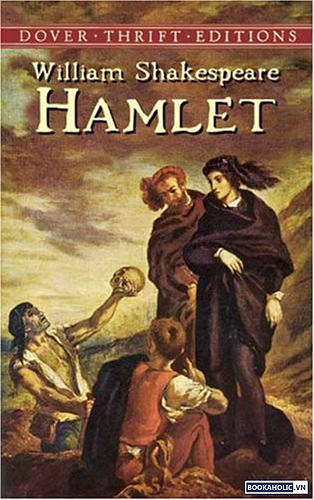 DOVER · THRIFT · EDITIONS
William Shakespeare
HAMLET
BOOKAHOLIC.VN